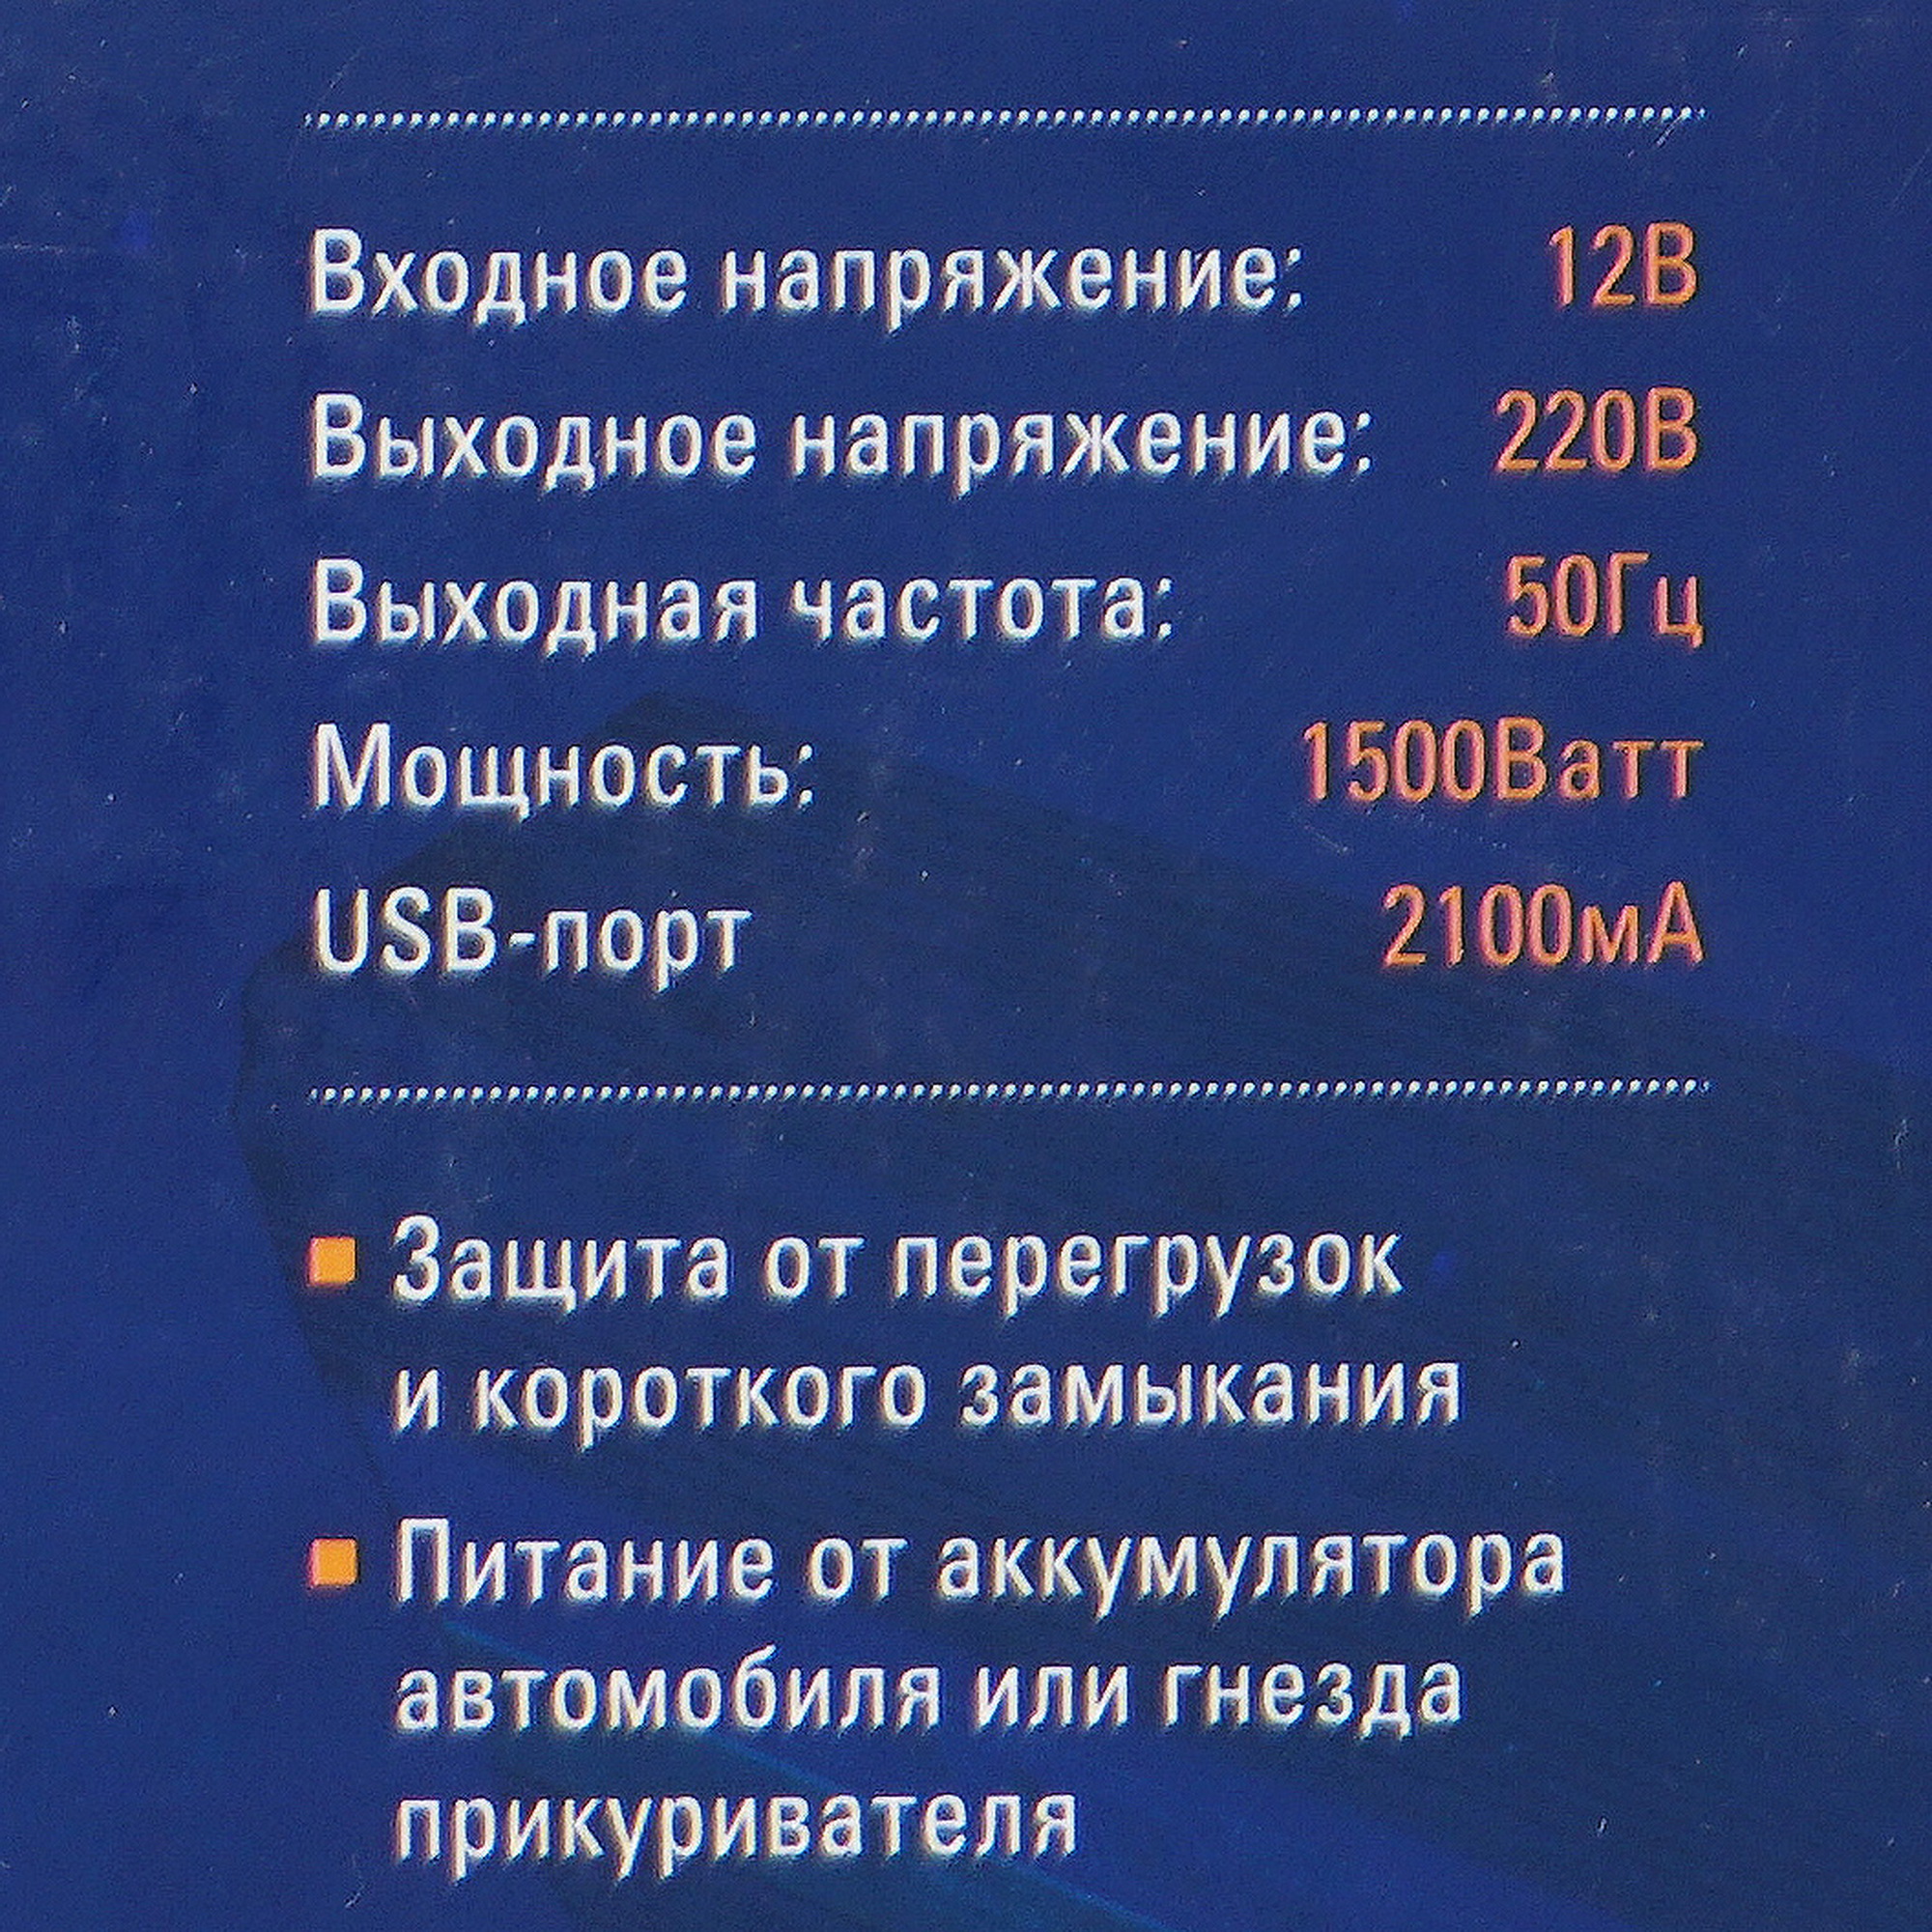 Входное напряжение: 12В
Выходное напряжение: 220В
Выходная частота: 50Гц
Мощность: 1500Ватт
USB-порт 2100мА
Защита от перегрузок
и короткого замыкания
Питание от аккумулятора
автомобиля или гнезда
прикуривателя